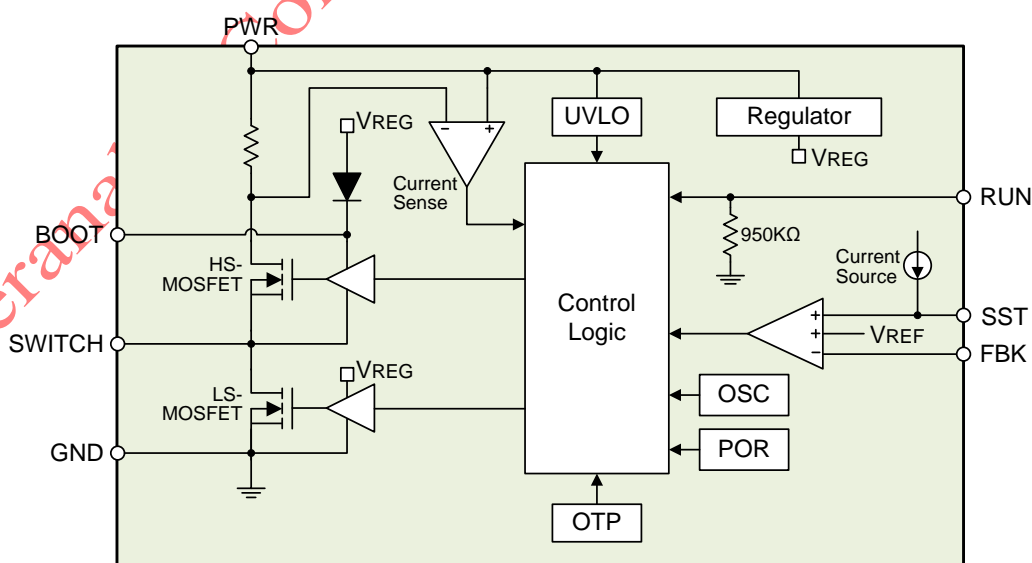 PWR
VREG
UVLO
Regulator
VREG
Current
Sense
RUN
950KΩ
BOOT
HS-
MOSFET
Control
Logic
Current
Source
SST
VREF
FBK
SWITCH
VREG
LS-
MOSFET
OSC
POR
GND
OTP